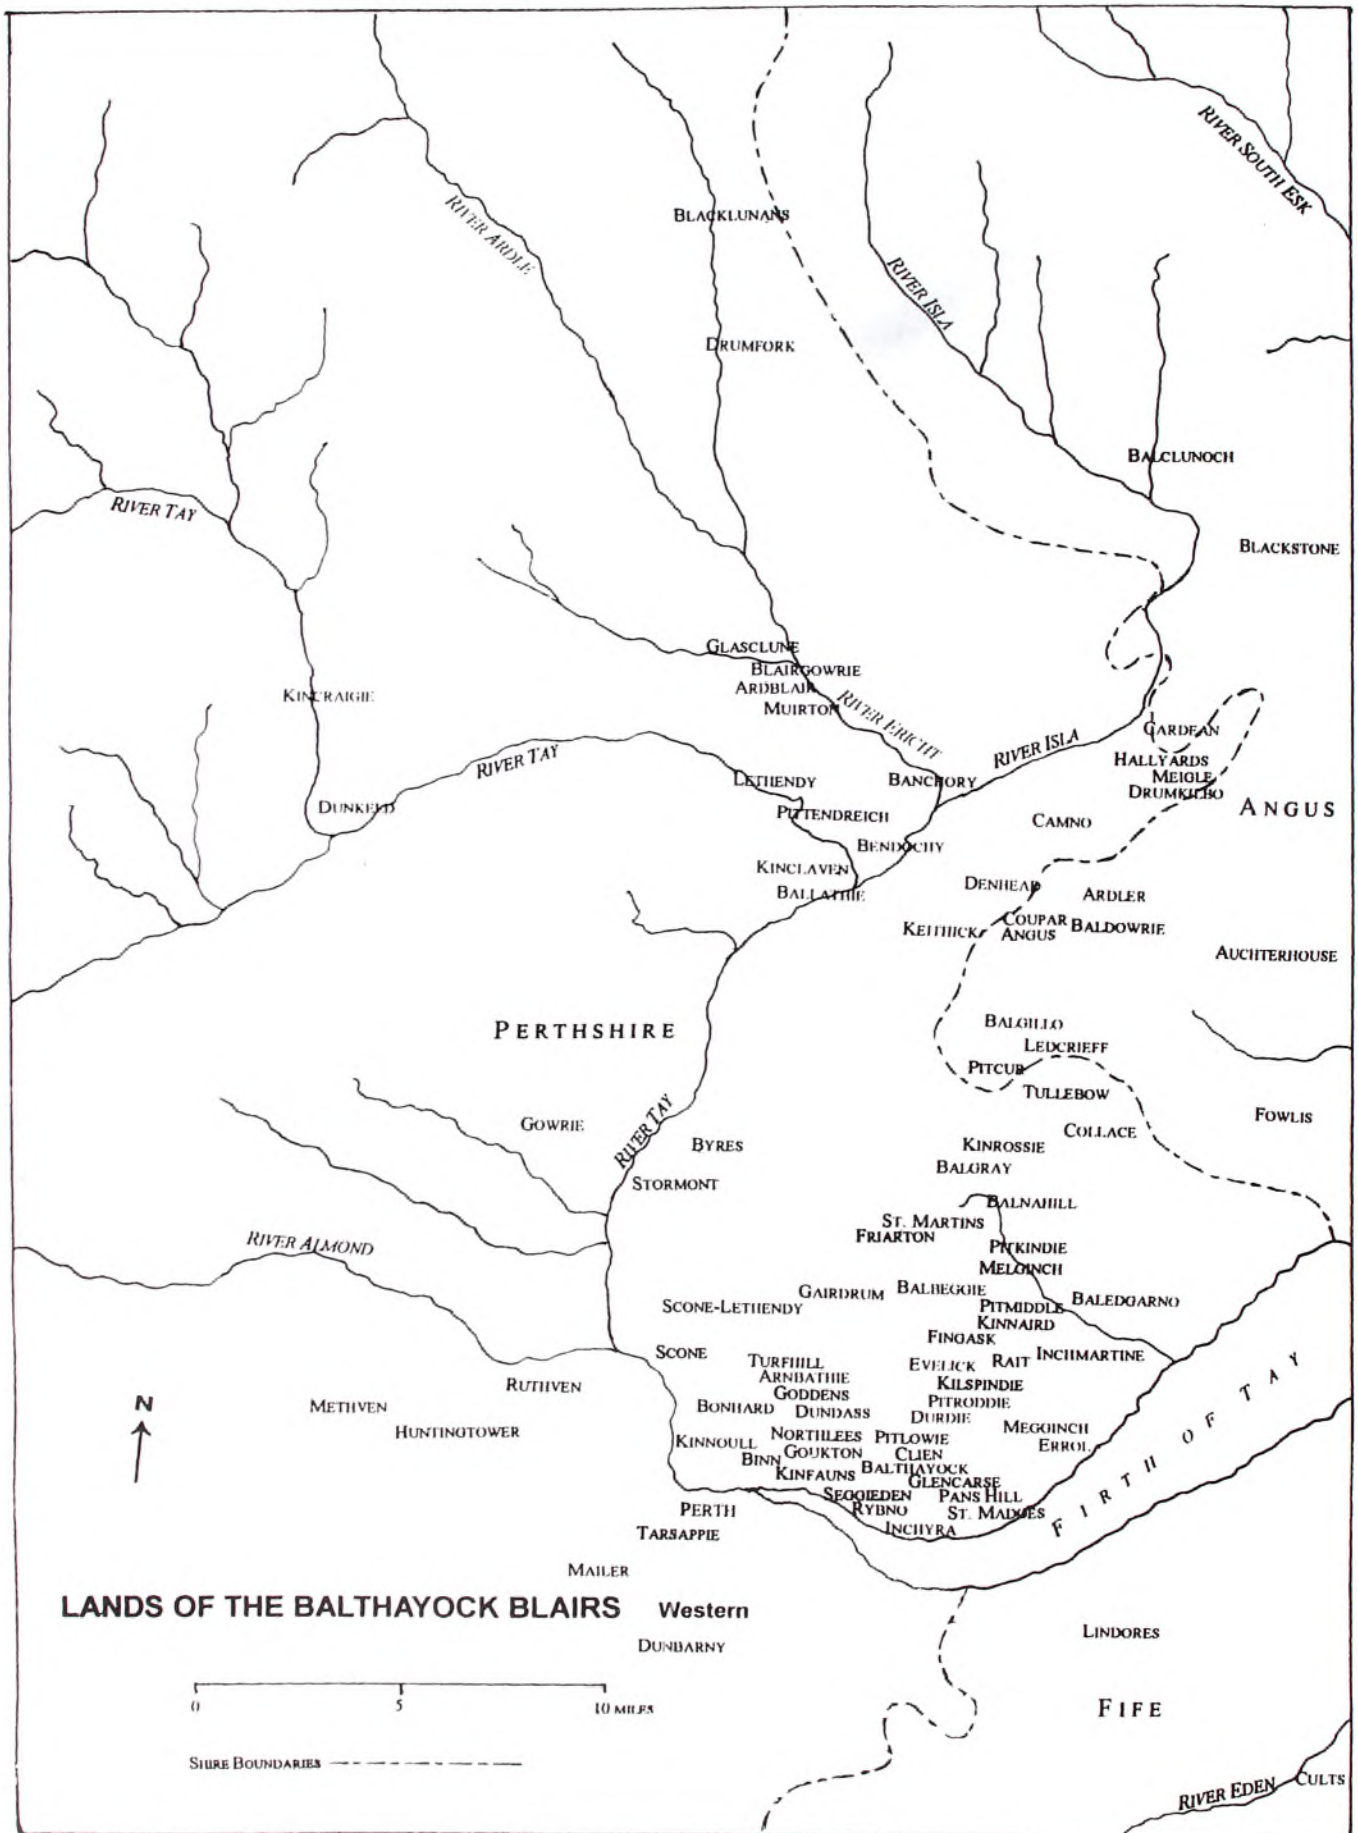 RIVER SOUTH ESK
RIVER ARDLE
BLACKLUNANS
RIVER ISLA
DRUMFORK
BALCLUNOCH
RIVER TAY
BLACKSTONE
GLASCLUNE
BLAIRGOWRIE
ARDBLAIR
MUIRTON
KINCRAIGIE
RIVER ERICHT
RIVER ISLA
CARDEAN
RIVER TAY
HALLYARDS
MEIGLE
DRUMKILBO
LETHENDY
BANCHORY
DUNKELD
PITTENDREICH
CAMNO
ANGUS
BENDOCHY
KINCLAVEN
BALLATHIE
DENHEAD
ARDLER
KEITHICK
COUPAR
ANGUS
BALDOWRIE
AUCHTERHOUSE
PERTHSHIRE
BALGILLO
LEDCRIEFF
PITCUR
TULLEBOW
GOWRIE
RIVER TAY
BYRES
COLLACE
FOWLIS
KINROSSIE
BALGRAY
STORMONT
BALNAHILL
ST. MARTINS
FRIARTON
RIVER ALMOND
PITKINDIE
MELGINCH
GAIRDRUM
BALBEGGIE
SCONE-LETHENDY
PITMIDDLE
BALEDGARNO
KINNAIRD
FINGASK
SCONE
TURFHILL
EVELICK
RAIT
INCHMARTINE
ARNBATHIE
RUTHVEN
GODDENS
KILSPINDIE
PITRODDIE
METHVEN
BONHARD
DUNDASS
DURDIE
MEGGINCH
N
HUNTINGTOWER
KINNOULL
NORTHLEES
PITLOWIE
ERROL
BINN
GOUKTON
CLIEN
KINFAUNS
BALTHAYOCK
GLENCARSE
SEGGIEDEN
PANS HILL
PERTH
RYBNO
ST. MADOES
FIRTH OF TAY
TARSAPPIE
INCHYRA
MAILER
LANDS OF THE BALTHAYOCK BLAIRS Western
DUNBARNY
LINDORES
0 5 10 MILES
FIFE
SHIRE BOUNDARIES
RIVER EDEN
CULTS